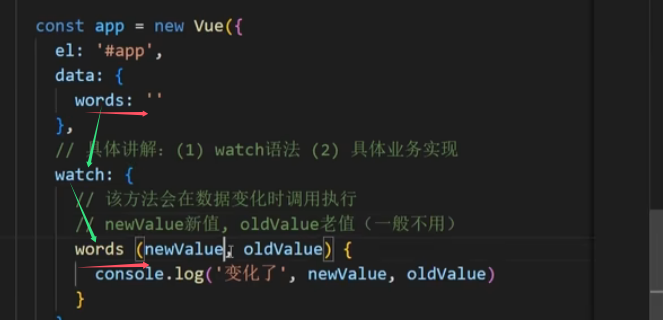 const app = new Vue({
el: '#app',
data: {
words: ''
},
// 具体讲解: (1) watch语法 (2) 具体业务实现
watch: {
// 该方法会在数据变化时调用执行
// newValue新值, oldValue老值（一般不用）
words (newValue, oldValue) {
console.log('变化了', newValue, oldValue)
}